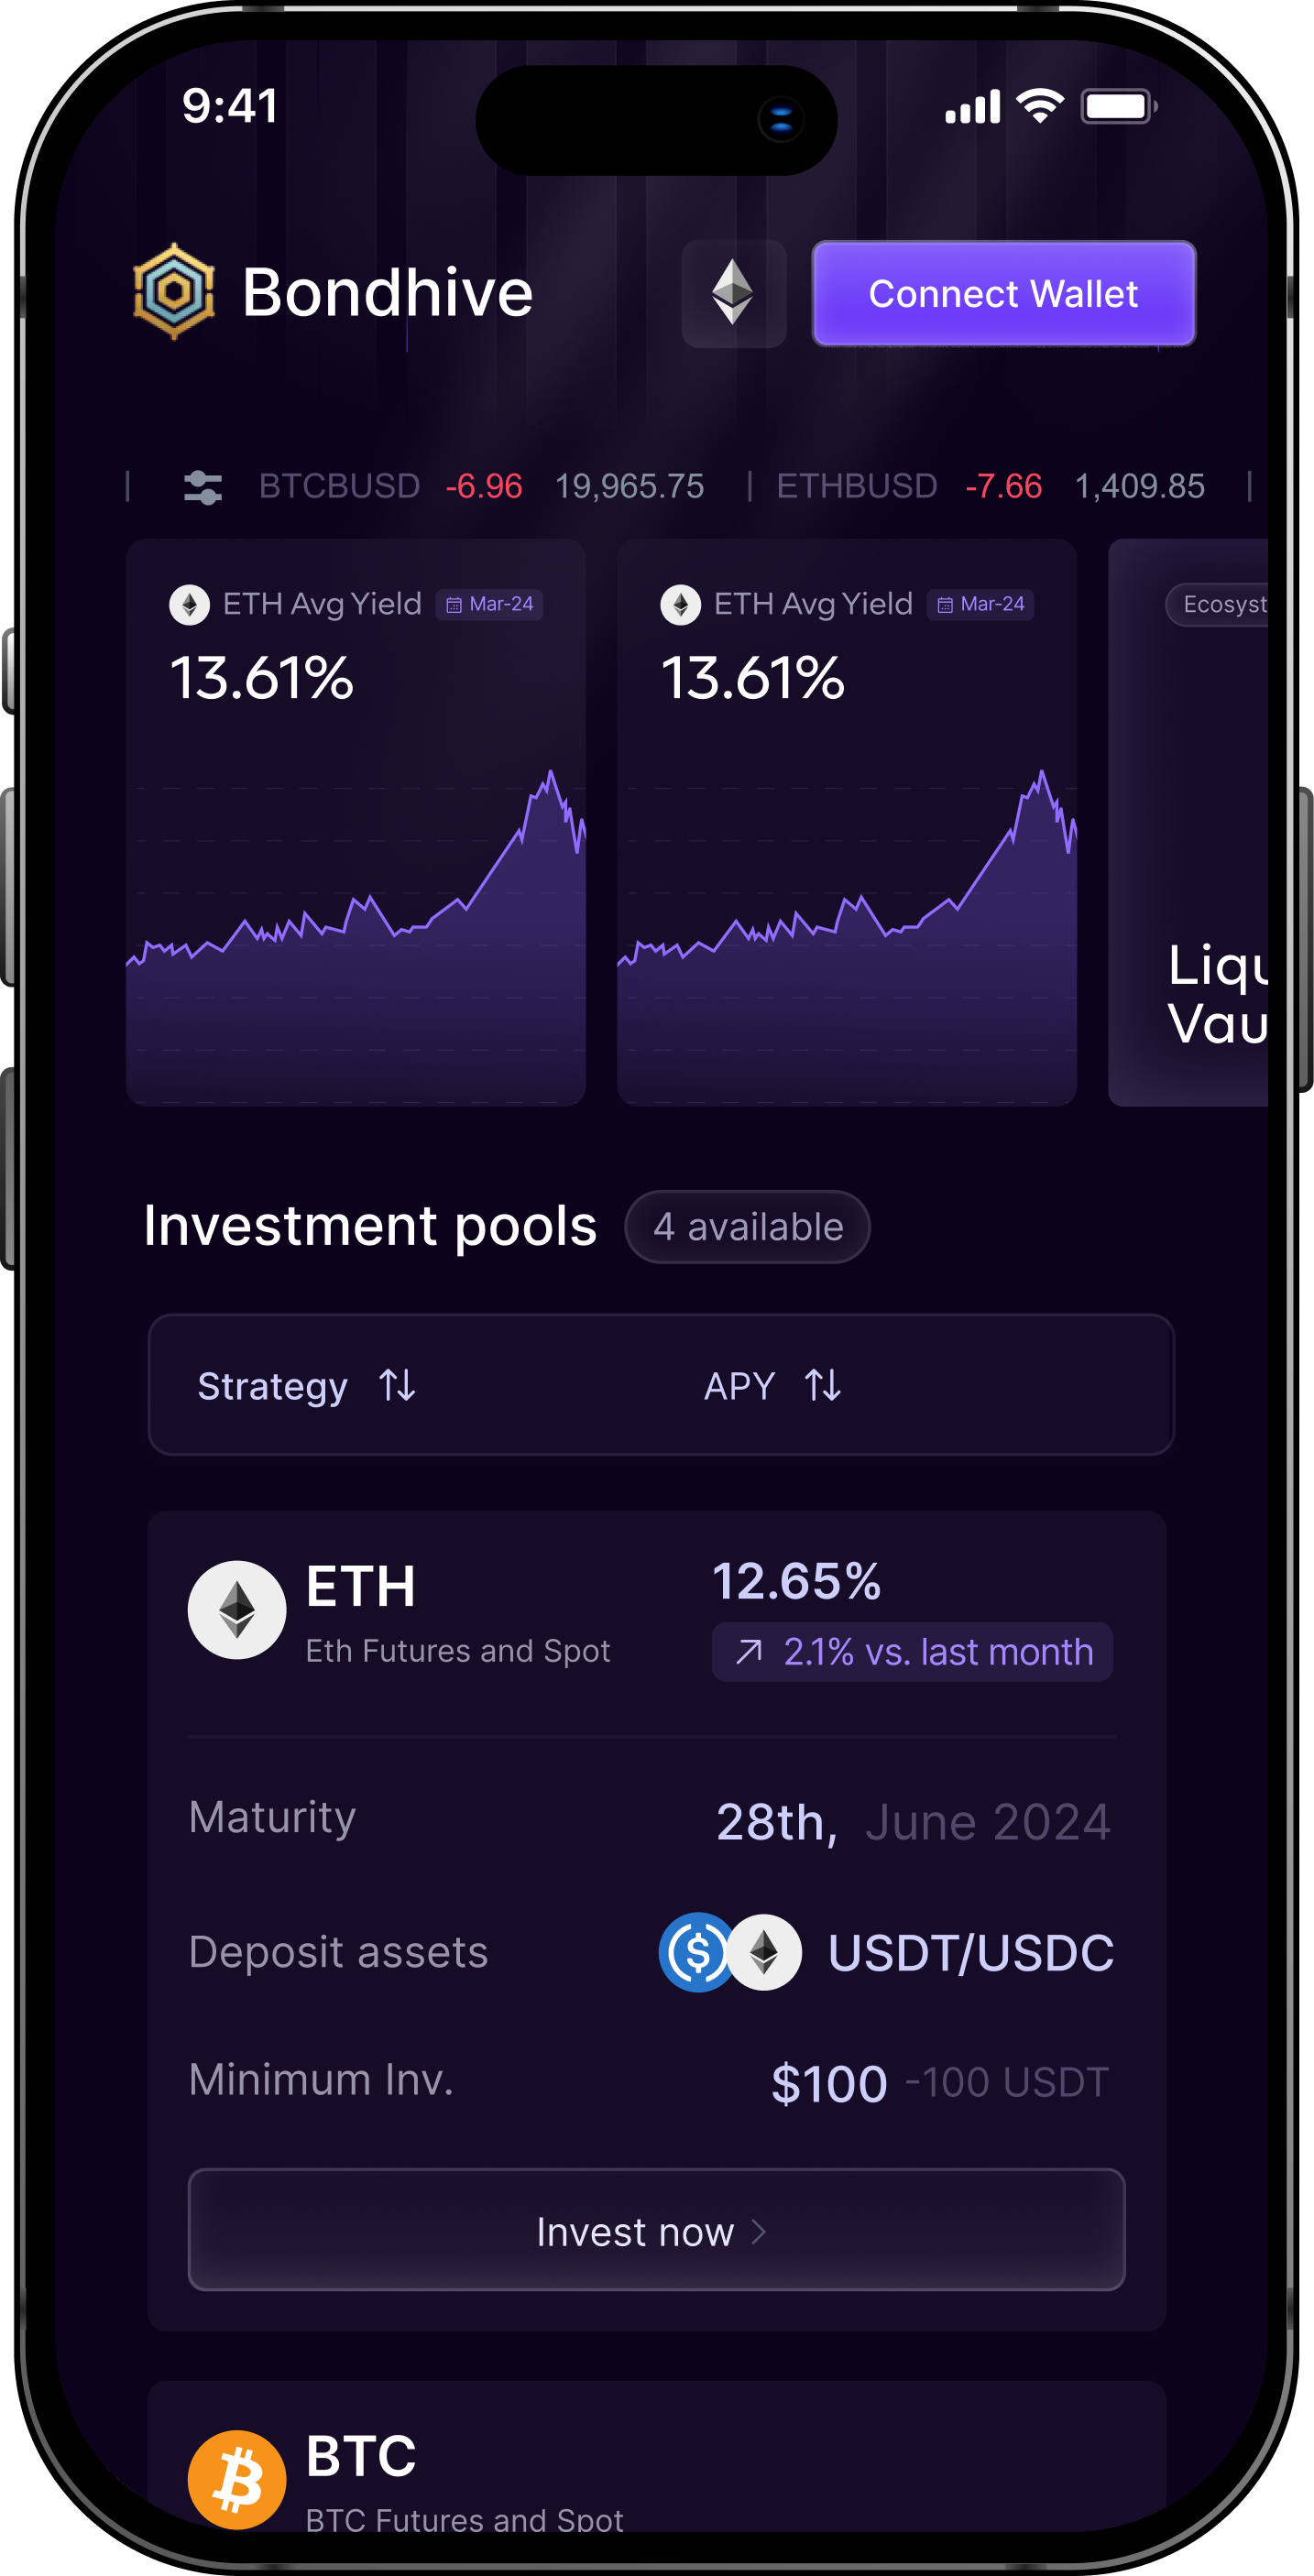 9:41
Bondhive
Connect Wallet
BTCBUSD -6.96 19,965.75 | ETHBUSD -7.66 1,409.85
ETH Avg Yield Mar-24
13.61%
ETH Avg Yield Mar-24
13.61%
Ecosyst
Liqu
Vau
Investment pools 4 available
Strategy APY
ETH
Eth Futures and Spot
12.65%
2.1% vs. last month
Maturity 28th, June 2024
Deposit assets USDT/USDC
Minimum Inv. $100 -100 USDT
Invest now
BTC
BTC Futures and Spot